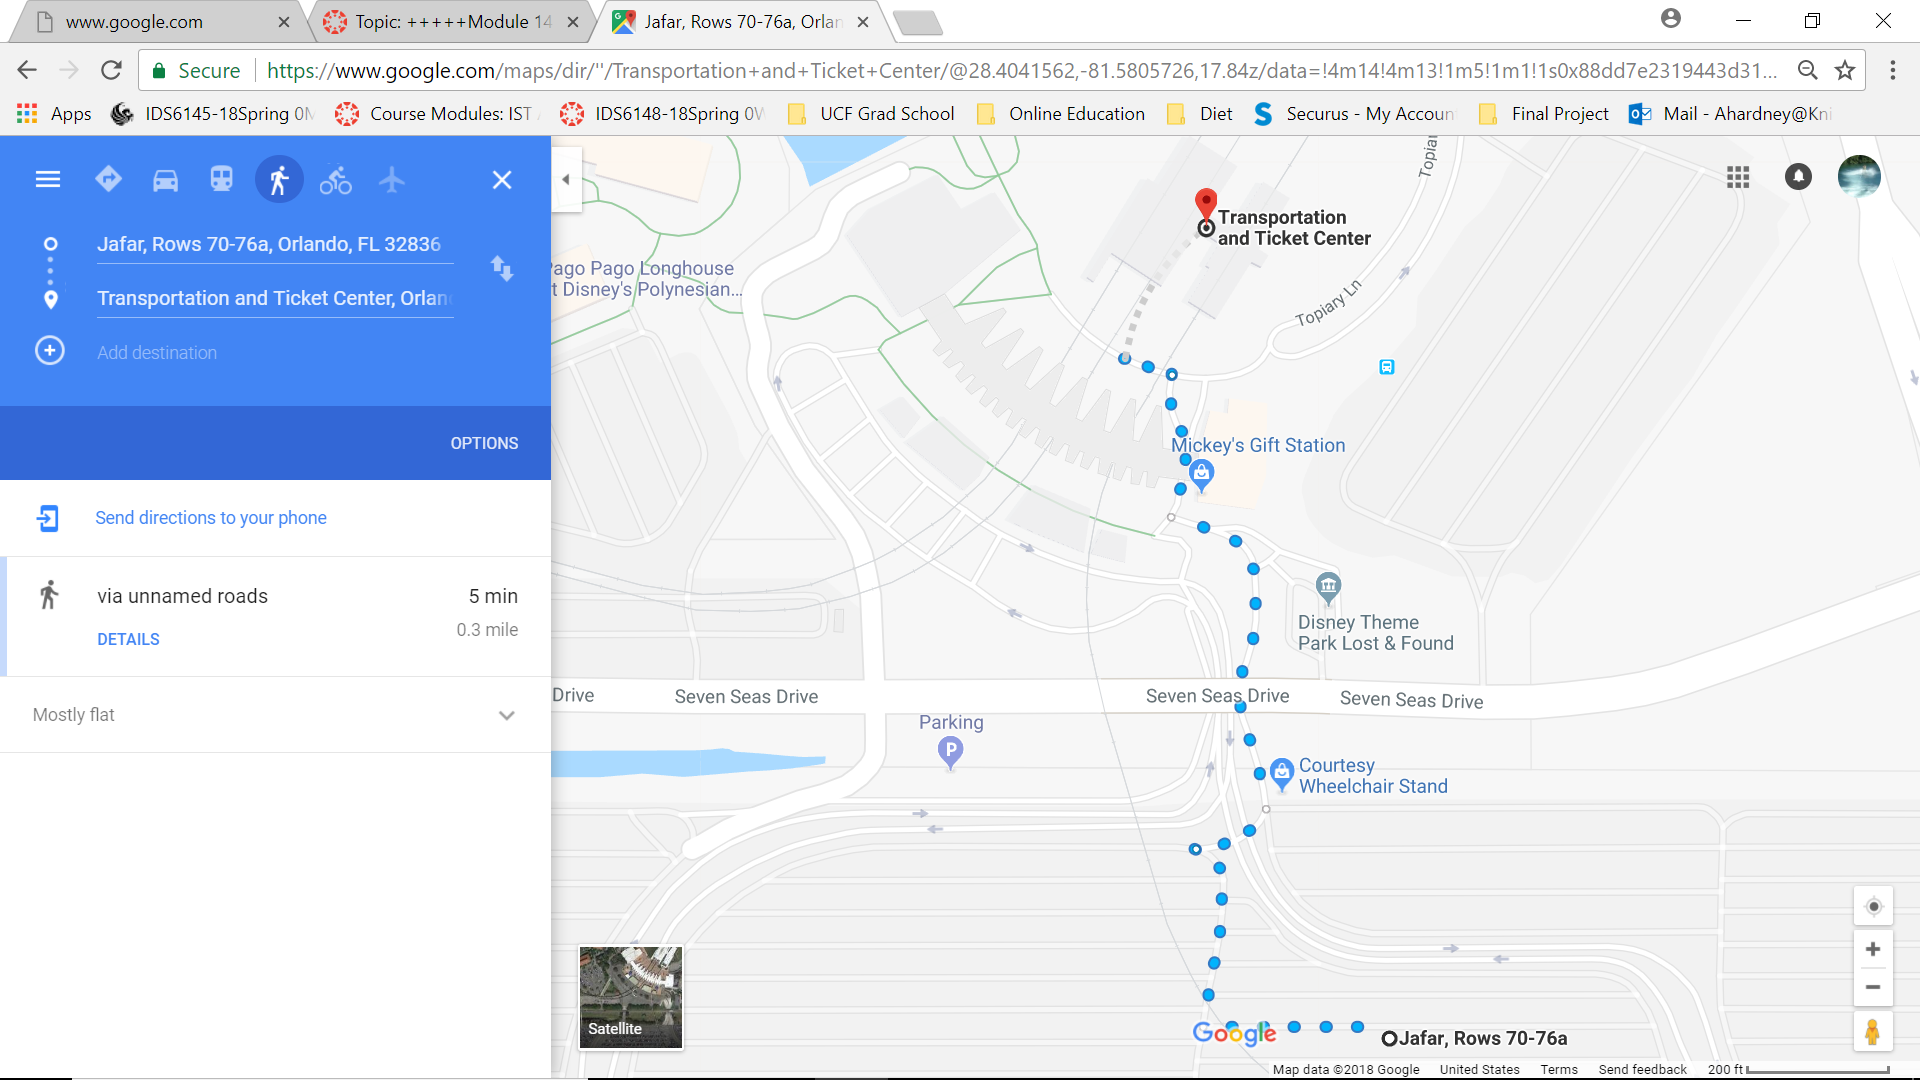 www.google.com
Topic: +++++Module 14
Jafar, Rows 70-76a, Orlan
Secure
https://www.google.com/maps/dir/''/Transportation+and+Ticket+Center/@28.4041562,-81.5805726,17.84z/data=!4m14!4m13!1m5!1m1!1s0x88dd7e2319443d31...
Apps
IDS6145-18Spring 0M
Course Modules: IST
IDS6148-18Spring 0W
UCF Grad School
Online Education
Diet
Securus - My Accoun
Final Project
Mail - Ahardney@Kni
Jafar, Rows 70-76a, Orlando, FL 32836
Transportation and Ticket Center, Orlan
Add destination
OPTIONS
Send directions to your phone
via unnamed roads
5 min
DETAILS
0.3 mile
Mostly flat
Topia
Transportation
and Ticket Center
Pago Pago Longhouse
t Disney's Polynesian...
Topiary Ln
Mickey's Gift Station
Disney Theme
Park Lost & Found
Drive
Seven Seas Drive
Seven Seas Drive
Seven Seas Drive
Parking
P
Courtesy
Wheelchair Stand
Satellite
Google
Jafar, Rows 70-76a
Map data ©2018 Google
United States
Terms
Send feedback
200 ft